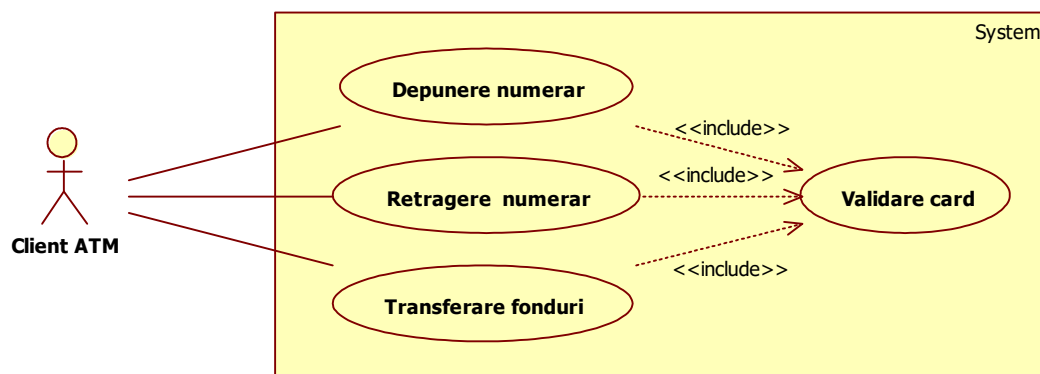 System
Depunere numerar
<<include>>
<<include>>
Retragere numerar
Validare card
Client ATM
<<include>>
Transferare fonduri